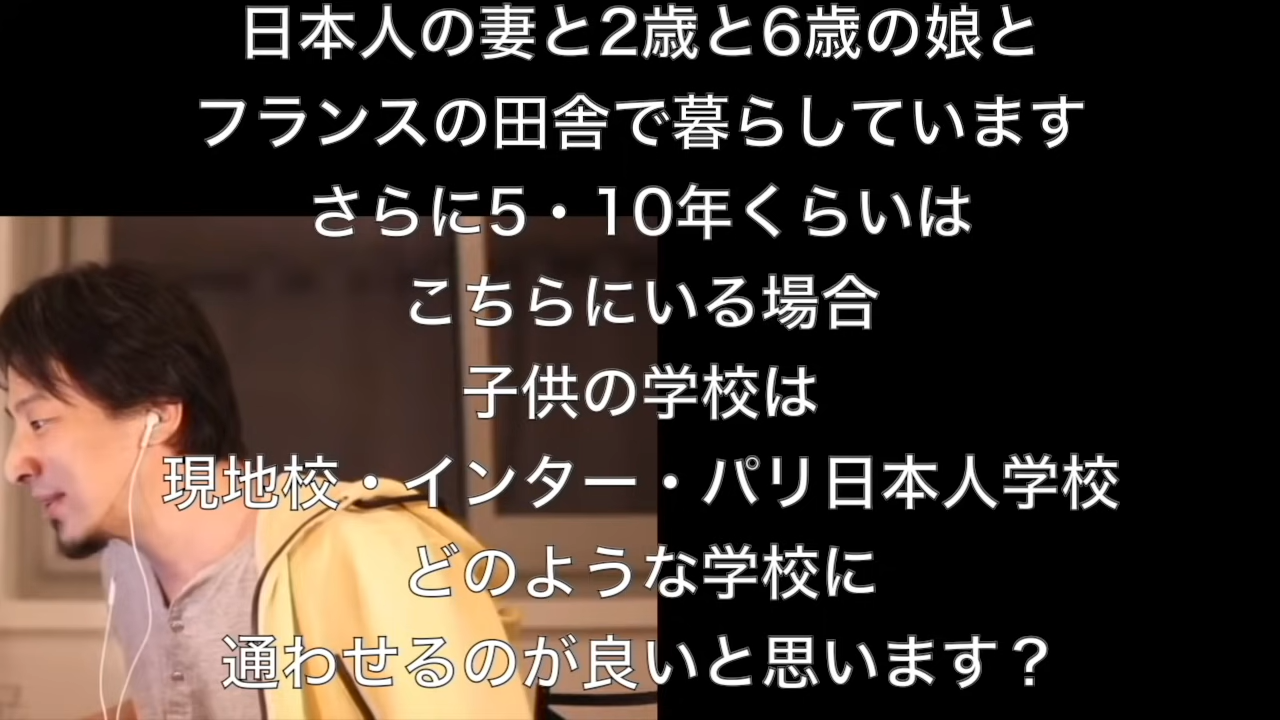 日本人の妻と2歳と6歳の娘と
フランスの田舎で暮らしています
さらに5・10年くらいは
こちらにいる場合
子供の学校は
現地校・インター・パリ日本人学校
どのような学校に
通わせるのが良いと思います？